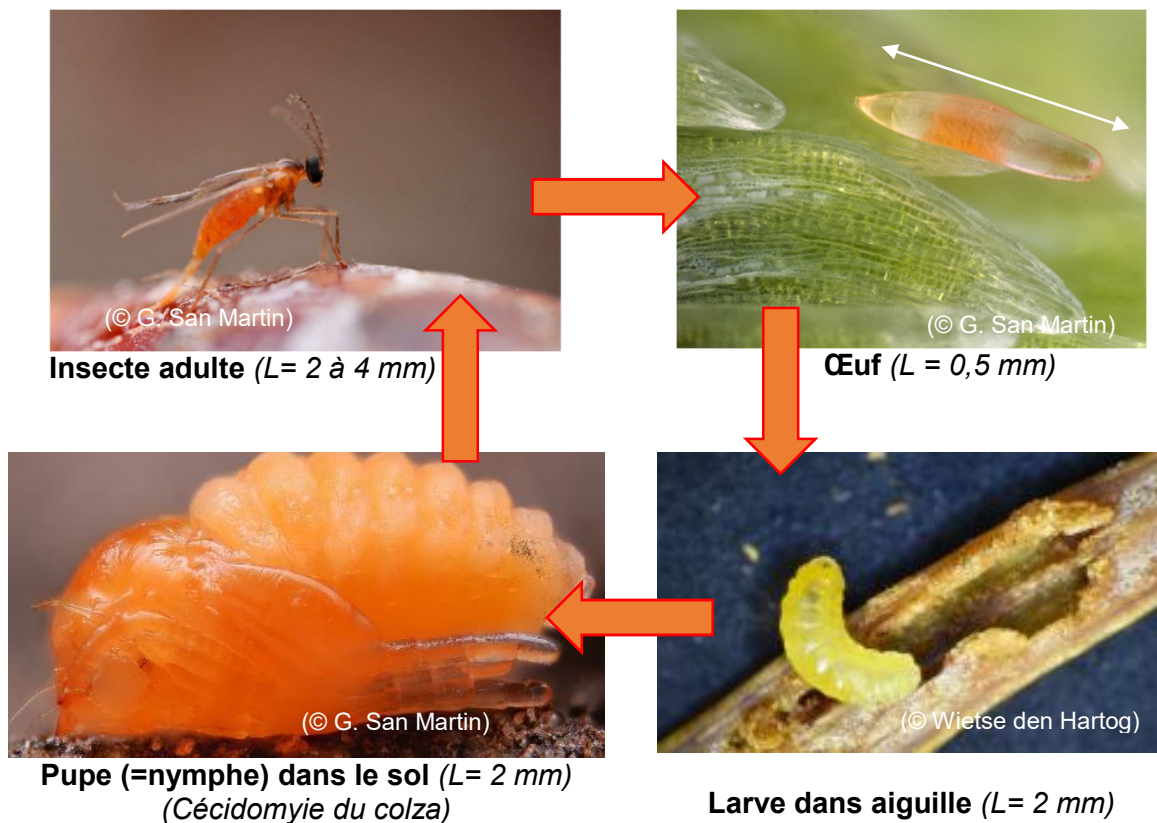 (© G. San Martin)
Insecte adulte (L= 2 à 4 mm)
(© G. San Martin)
Œuf (L = 0,5 mm)
(© G. San Martin)
Pupe (=nymphe) dans le sol (L= 2 mm)
(Cécidomyie du colza)
(© Wietse den Hartog)
Larve dans aiguille (L= 2 mm)